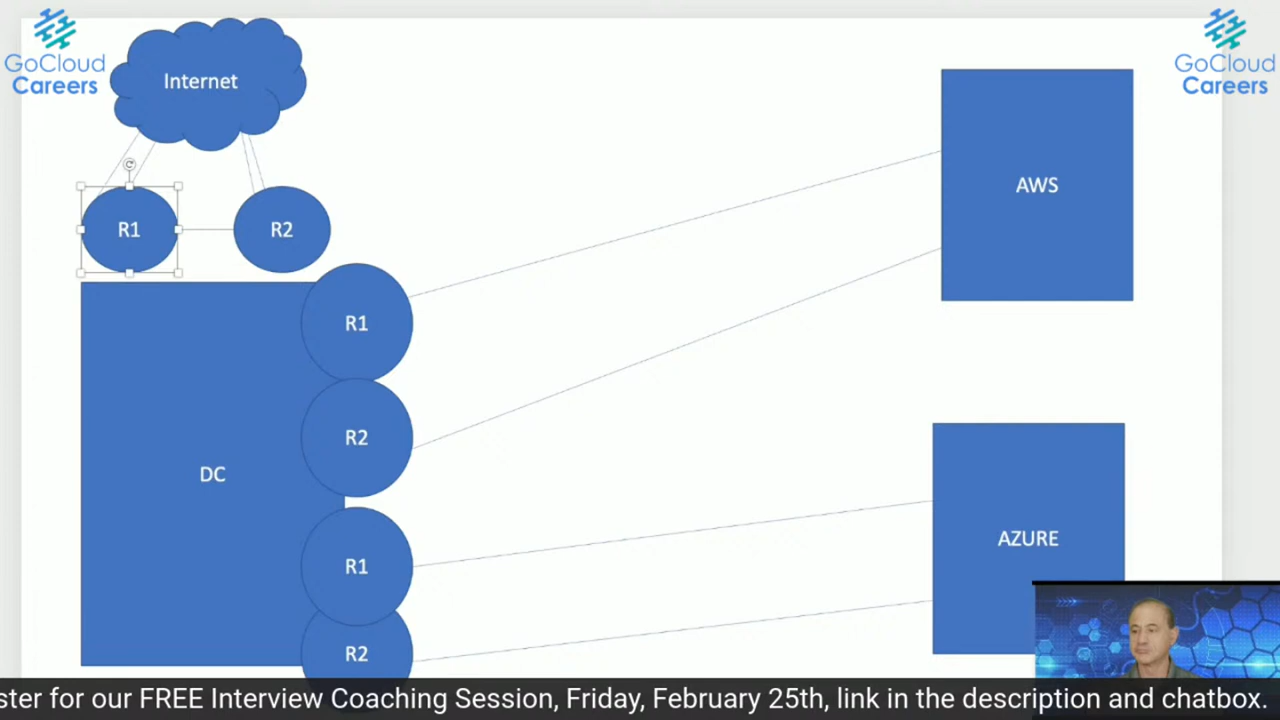 GoCloud
Careers
GoCloud
Careers
Internet
AWS
R1
R2
R1
R2
DC
R1
AZURE
R2
ster for our FREE Interview Coaching Session, Friday, February 25th, link in the description and chatbox.